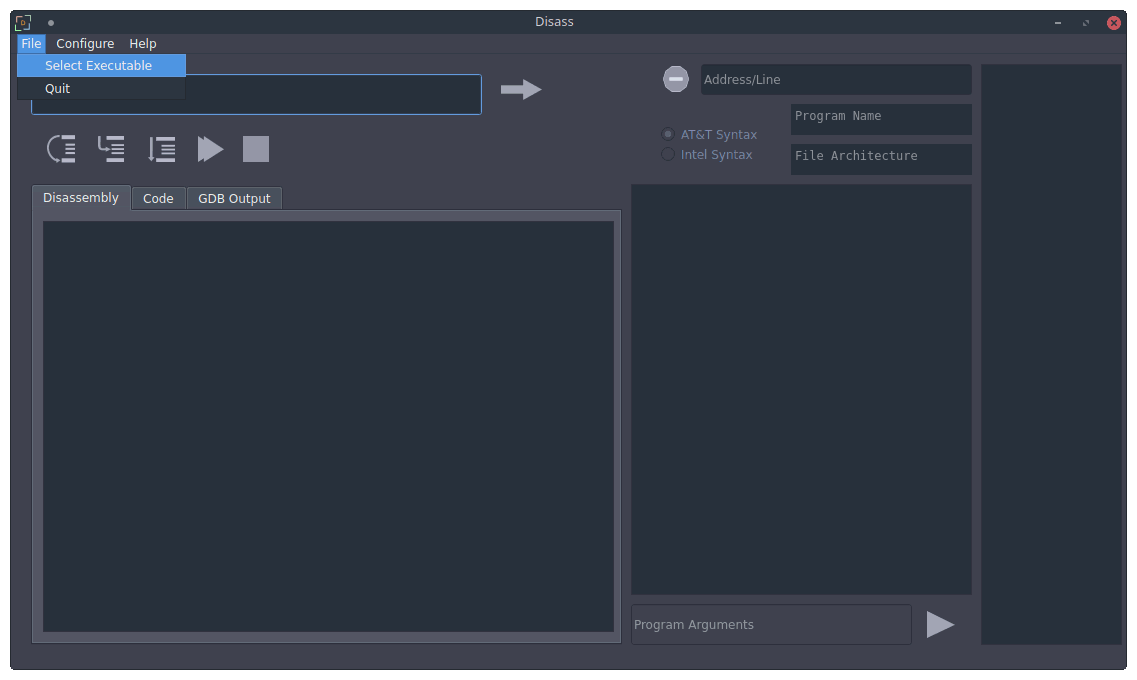 Disass
File Configure Help
Select Executable
Quit
Address/Line
Program Name
AT&T Syntax
Intel Syntax
File Architecture
Disassembly Code GDB Output
Program Arguments